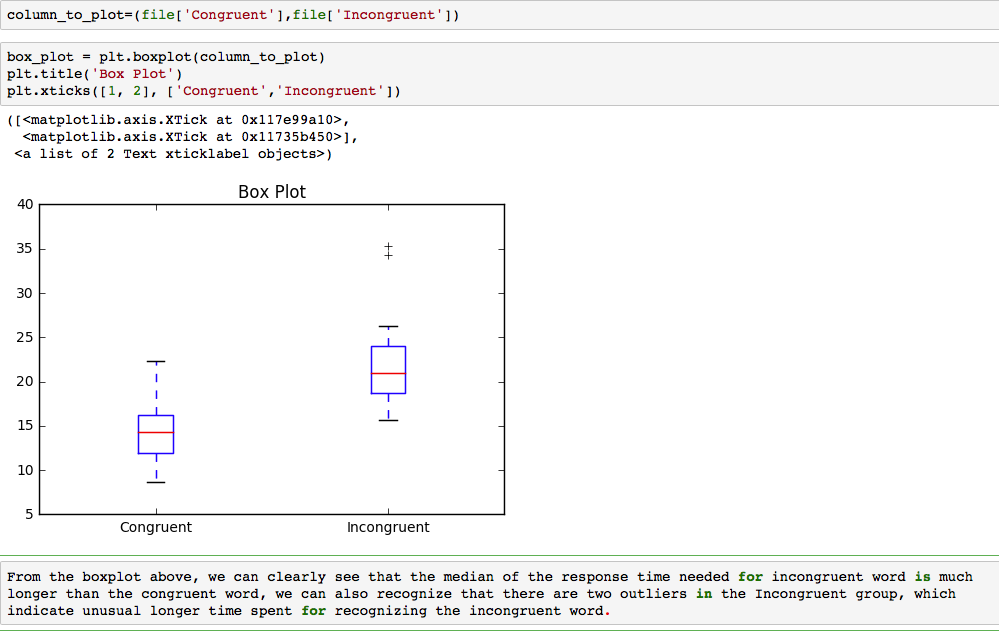 column_to_plot=(file['Congruent'],file['Incongruent'])
box_plot = plt.boxplot(column_to_plot)
plt.title('Box Plot')
plt.xticks([1, 2], ['Congruent','Incongruent'])
([<matplotlib.axis.XTick at 0x117e99a10>,
<matplotlib.axis.XTick at 0x11735b450>],
<a list of 2 Text xticklabel objects>)
Box Plot
40
35
30
25
20
15
10
5
Congruent Incongruent
From the boxplot above, we can clearly see that the median of the response time needed for incongruent word is much
longer than the congruent word, we can also recognize that there are two outliers in the Incongruent group, which
indicate unusual longer time spent for recognizing the incongruent word.